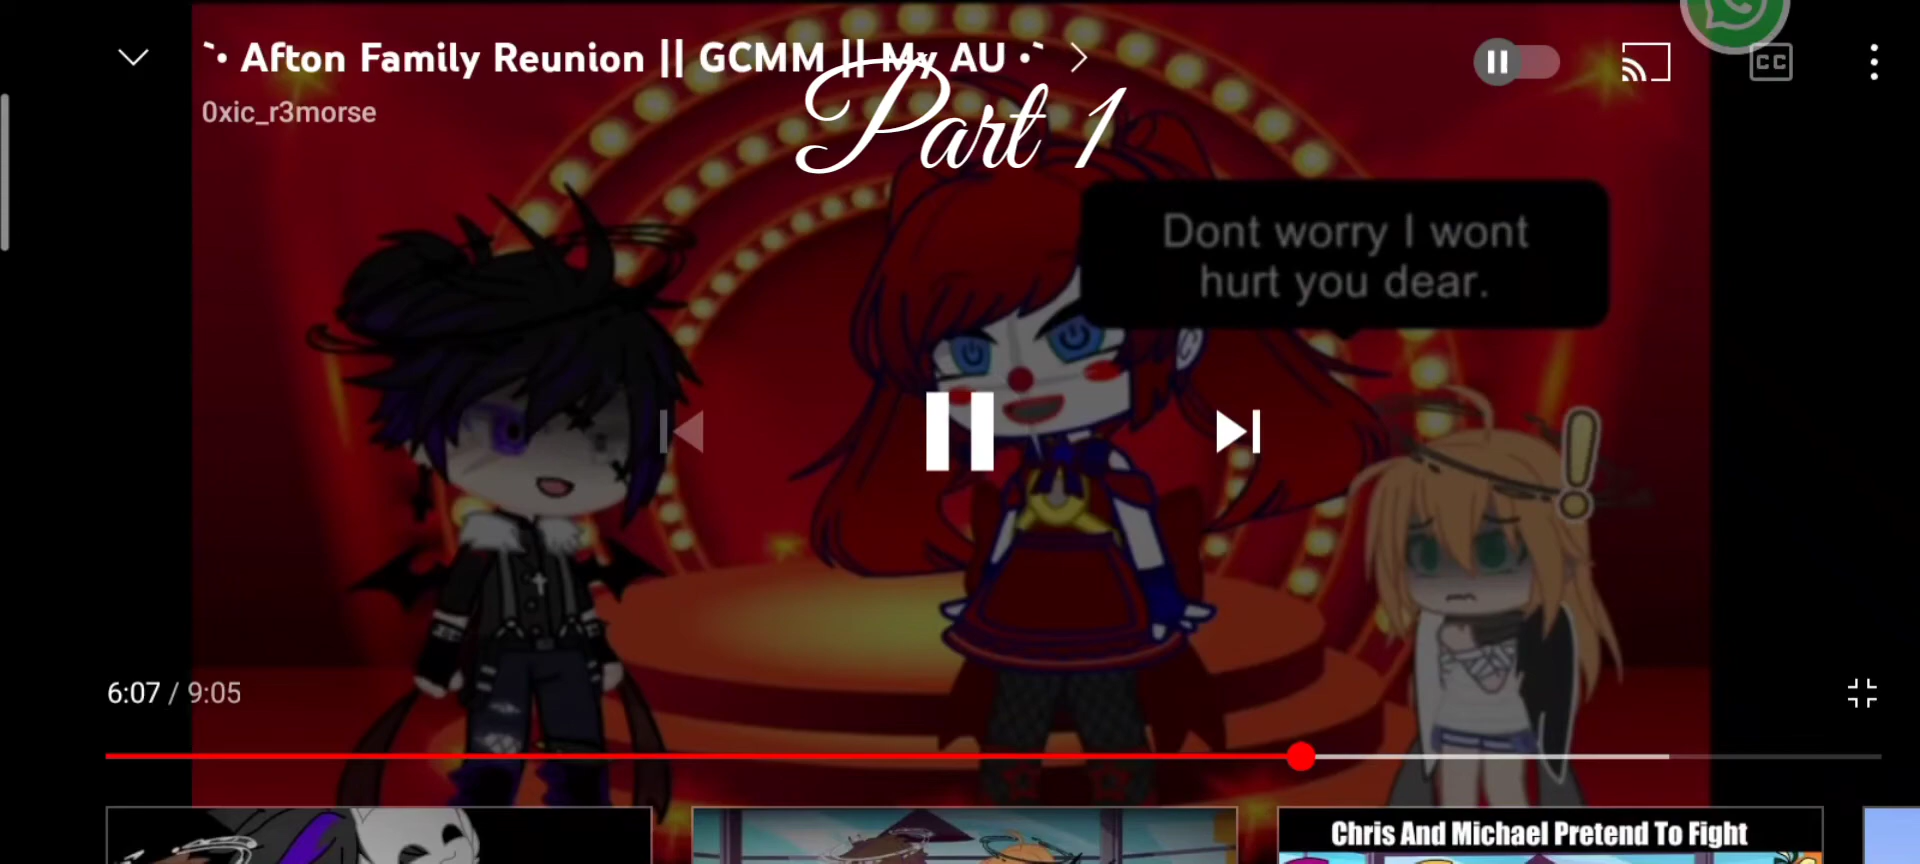 `• Afton Family Reunion || GCMM || My AU •´
0xic_r3morse
Part 1
CC
Dont worry I wont
hurt you dear.
6:07 / 9:05
Chris And Michael Pretend To Fight